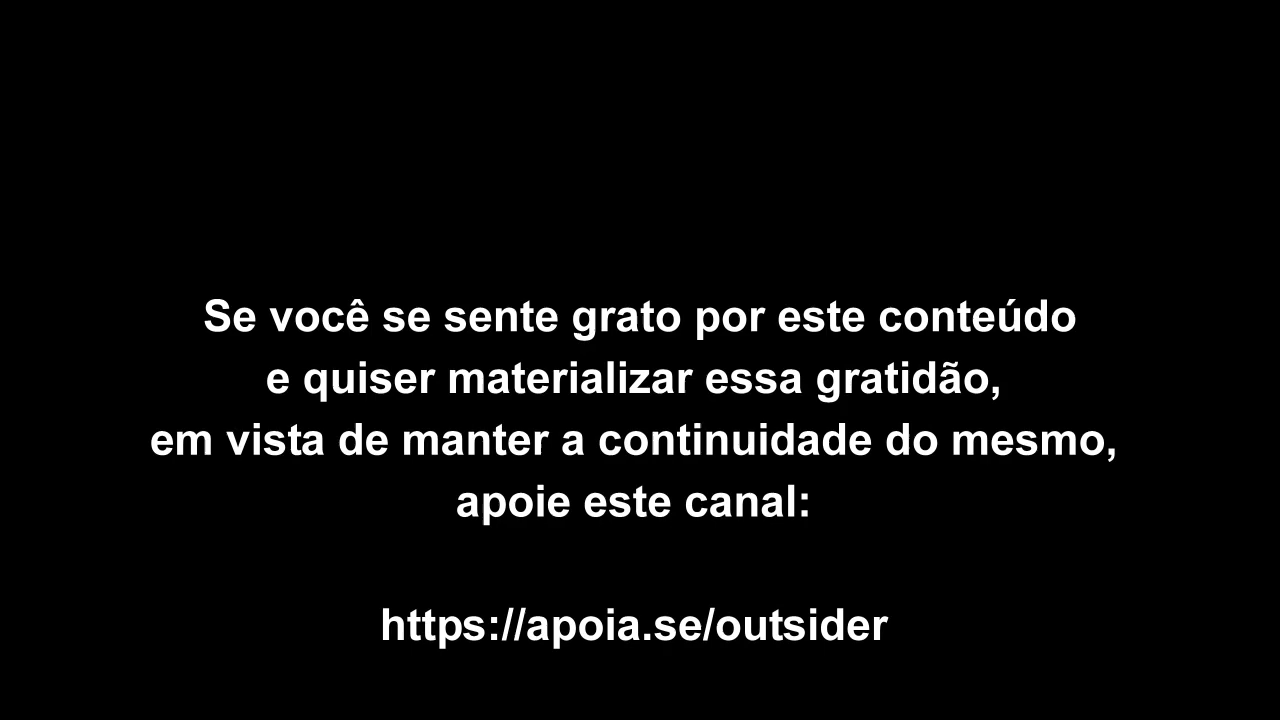 Se você se sente grato por este conteúdo
e quiser materializar essa gratidão,
em vista de manter a continuidade do mesmo,
apoie este canal:
https://apoia.se/outsider